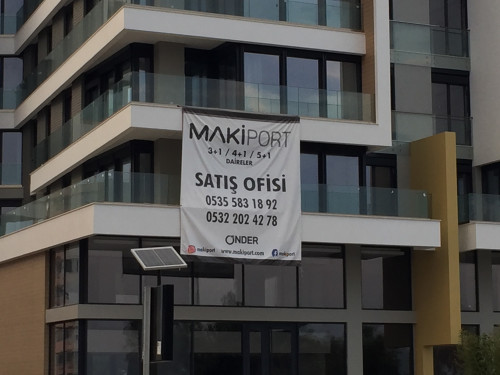 MAKiPORT
3+1 / 4+1 / 5+1
DAİRELER
SATIŞ OFİSİ
0535 583 18 92
0532 202 42 78
ÖNDER
makiport www.makiport.com makiport